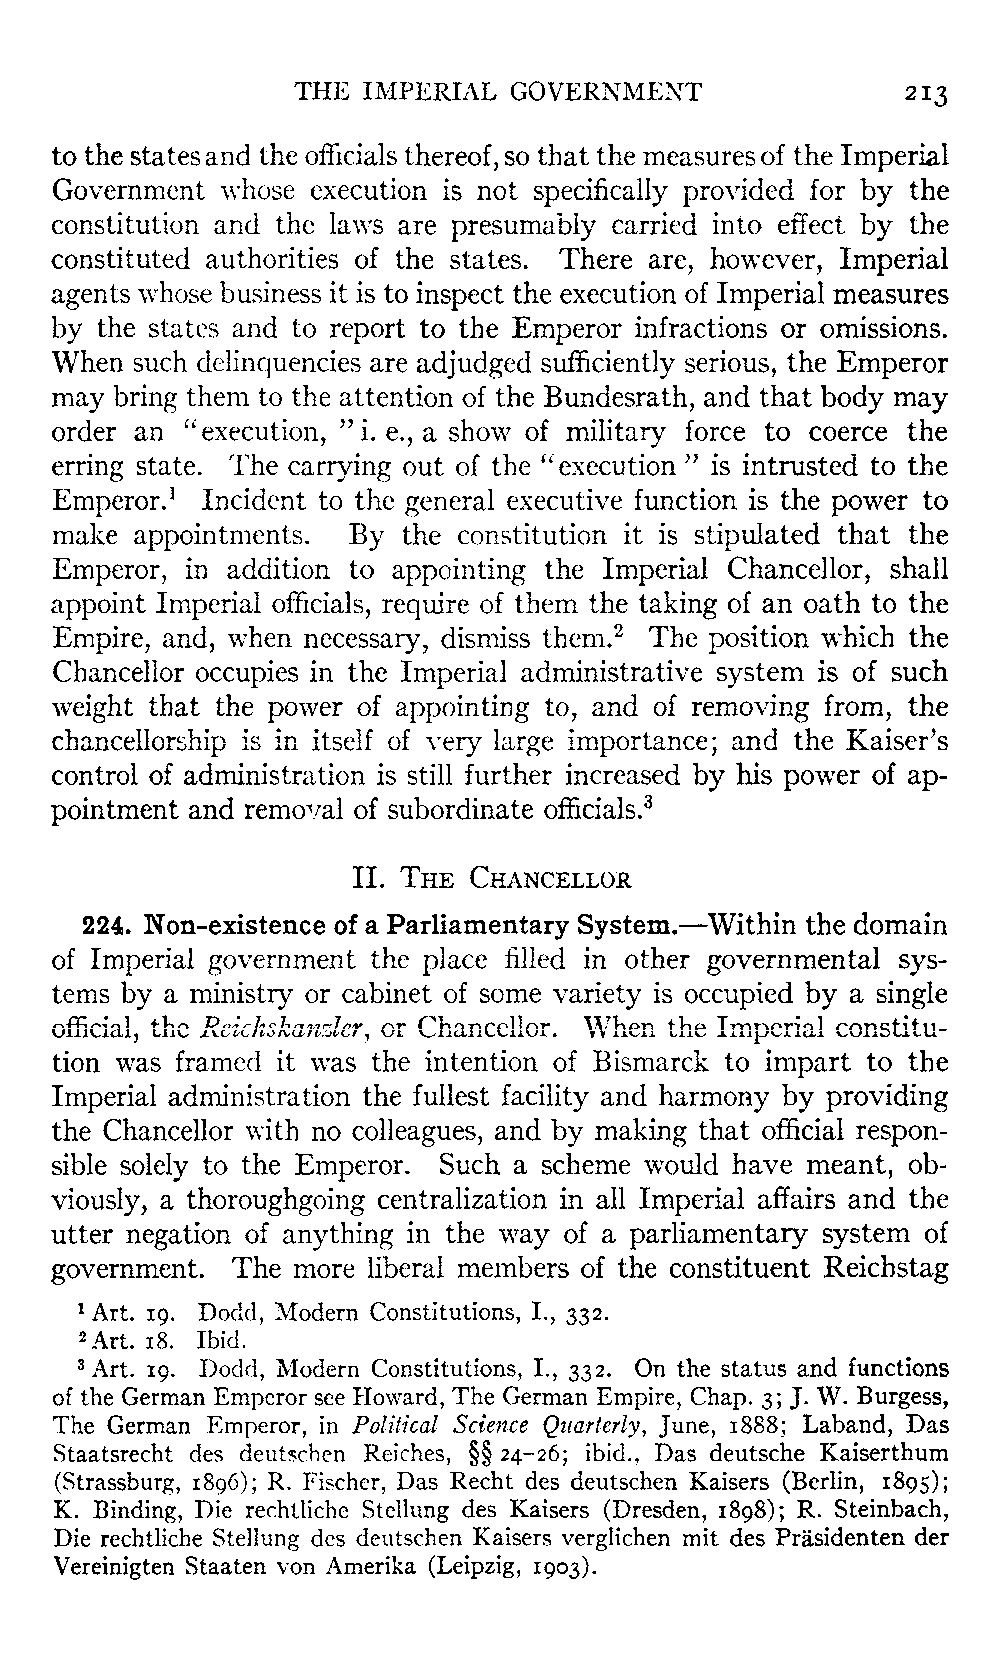 THE IMPERIAL GOVERNMENT 213
to the states and the officials thereof, so that the measures of the Imperial
Government whose execution is not specifically provided for by the
constitution and the laws are presumably carried into effect by the
constituted authorities of the states. There are, however, Imperial
agents whose business it is to inspect the execution of Imperial measures
by the states and to report to the Emperor infractions or omissions.
When such delinquencies are adjudged sufficiently serious, the Emperor
may bring them to the attention of the Bundesrath, and that body may
order an “execution, ” i. e., a show of military force to coerce the
erring state. The carrying out of the “execution ” is intrusted to the
Emperor.¹ Incident to the general executive function is the power to
make appointments. By the constitution it is stipulated that the
Emperor, in addition to appointing the Imperial Chancellor, shall
appoint Imperial officials, require of them the taking of an oath to the
Empire, and, when necessary, dismiss them.² The position which the
Chancellor occupies in the Imperial administrative system is of such
weight that the power of appointing to, and of removing from, the
chancellorship is in itself of very large importance; and the Kaiser’s
control of administration is still further increased by his power of ap-
pointment and removal of subordinate officials.³
II. THE CHANCELLOR
224. Non-existence of a Parliamentary System.—Within the domain
of Imperial government the place filled in other governmental sys-
tems by a ministry or cabinet of some variety is occupied by a single
official, the Reichskanzler, or Chancellor. When the Imperial constitu-
tion was framed it was the intention of Bismarck to impart to the
Imperial administration the fullest facility and harmony by providing
the Chancellor with no colleagues, and by making that official respon-
sible solely to the Emperor. Such a scheme would have meant, ob-
viously, a thoroughgoing centralization in all Imperial affairs and the
utter negation of anything in the way of a parliamentary system of
government. The more liberal members of the constituent Reichstag
¹ Art. 19. Dodd, Modern Constitutions, I., 332.
² Art. 18. Ibid.
³ Art. 19. Dodd, Modern Constitutions, I., 332. On the status and functions
of the German Emperor see Howard, The German Empire, Chap. 3; J. W. Burgess,
The German Emperor, in Political Science Quarterly, June, 1888; Laband, Das
Staatsrecht des deutschen Reiches, §§ 24–26; ibid., Das deutsche Kaiserthum
(Strassburg, 1896); R. Fischer, Das Recht des deutschen Kaisers (Berlin, 1895);
K. Binding, Die rechtliche Stellung des Kaisers (Dresden, 1898); R. Steinbach,
Die rechtliche Stellung des deutschen Kaisers verglichen mit des Präsidenten der
Vereinigten Staaten von Amerika (Leipzig, 1903).